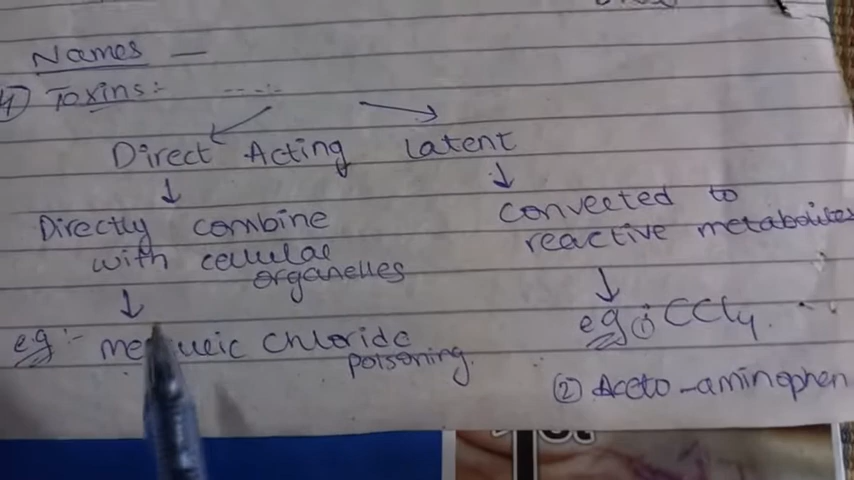 Names —
4) Toxins:-
Direct Acting Latent
↓ ↓
Directly combine
with cellular
organelles
Converted to
reactive metabolites
↓ ↓
eg:- Chloride
poisoning.
eg ① CCl4.
② Aceto-aminophen